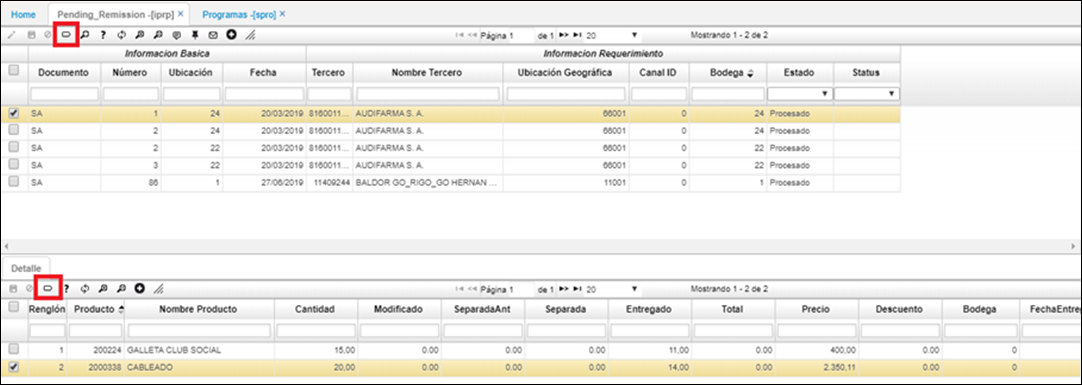 Home Pending_Remission -[iprp] × Programas -[spro] ×
Página 1 de 1 20 Mostrando 1 - 2 de 2
Informacion Basica Informacion Requerimiento
Documento Número Ubicación Fecha Tercero Nombre Tercero Ubicación Geográfica Canal ID Bodega Estado Status
SA 1 24 20/03/2019 8160011... AUDIFARMA S. A. 66001 0 24 Procesado
SA 2 24 20/03/2019 8160011... AUDIFARMA S. A. 66001 0 24 Procesado
SA 2 22 20/03/2019 8160011... AUDIFARMA S. A. 66001 0 22 Procesado
SA 3 22 20/03/2019 8160011... AUDIFARMA S. A. 66001 0 22 Procesado
SA 86 1 27/06/2019 11409244 BALDOR GO_RIGO_GO HERNAN ... 11001 0 1 Procesado
Detalle
Página 1 de 1 20 Mostrando 1 - 2 de 2
Renglón Producto Nombre Producto Cantidad Modificado SeparadaAnt Separada Entregado Total Precio Descuento Bodega FechaEntreg
1 200224 GALLETA CLUB SOCIAL 15,00 0.00 0.00 0.00 11,00 0.00 400,00 0.00 0
2 2000338 CABLEADO 20,00 0.00 0.00 0.00 14,00 0.00 2.350,11 0.00 0